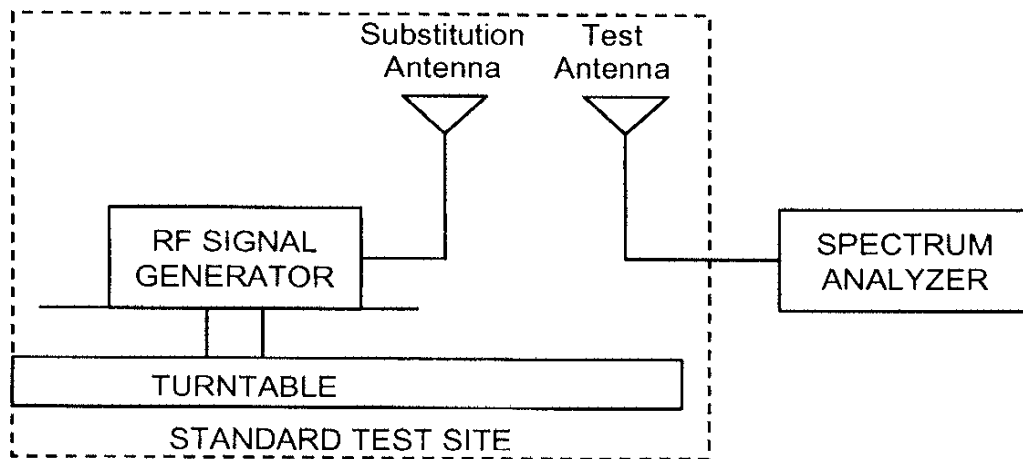 Substitution
Antenna
Test
Antenna
RF SIGNAL
GENERATOR
SPECTRUM
ANALYZER
TURNTABLE
STANDARD TEST SITE